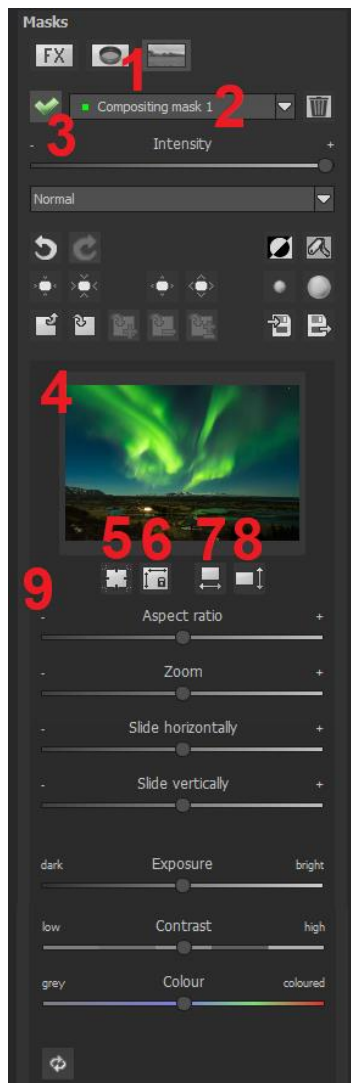 Masks
FX
1
Compositing mask 1
2
3
- Intensity +
Normal
4
5 6 7 8
9
- Aspect ratio +
- Zoom +
- Slide horizontally +
- Slide vertically +
dark Exposure bright
low Contrast high
grey Colour coloured